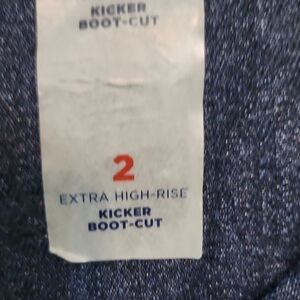 KICKER
BOOT-CUT
2
EXTRA HIGH-RISE
KICKER
BOOT-CUT